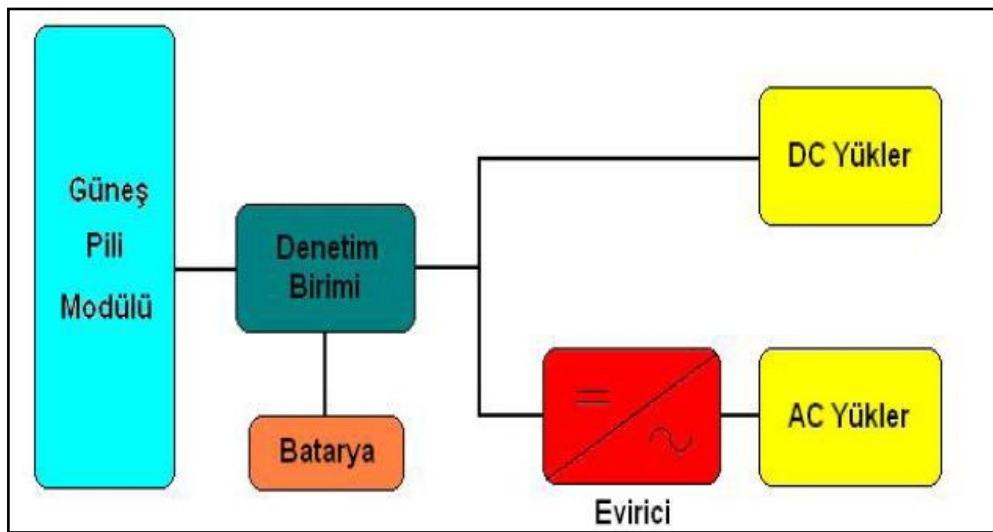 Güneş
Pili
Modülü
Denetim
Birimi
Batarya
DC Yükler
AC Yükler
Evirici